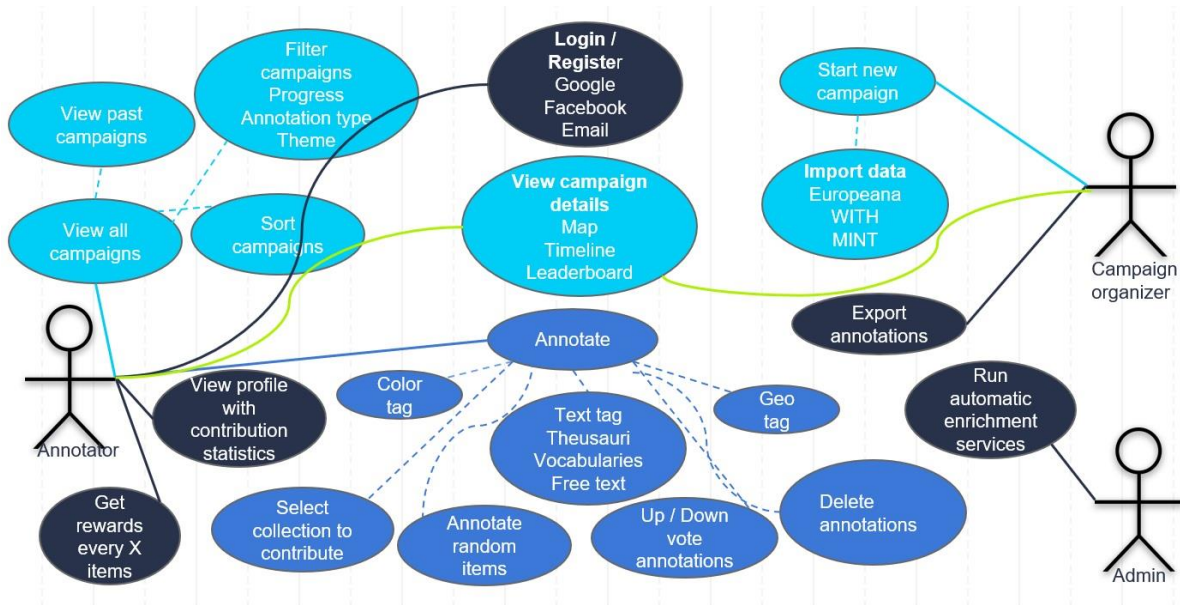 Filter
campaigns
Progress
Annotation type
Theme
Login /
Register
Google
Facebook
Email
Start new
campaign
View past
campaigns
Import data
Europeana
WITH
MINT
View campaign
details
Map
Timeline
Leaderboard
View all
campaigns
Sort
campaigns
Campaign
organizer
Export
annotations
Annotate
Color
tag
Geo
tag
Run
automatic
enrichment
services
View profile
with
contribution
statistics
Annotator
Text tag
Theusauri
Vocabularies
Free text
Get
rewards
every X
items
Select
collection to
contribute
Annotate
random
items
Up / Down
vote
annotations
Delete
annotations
Admin